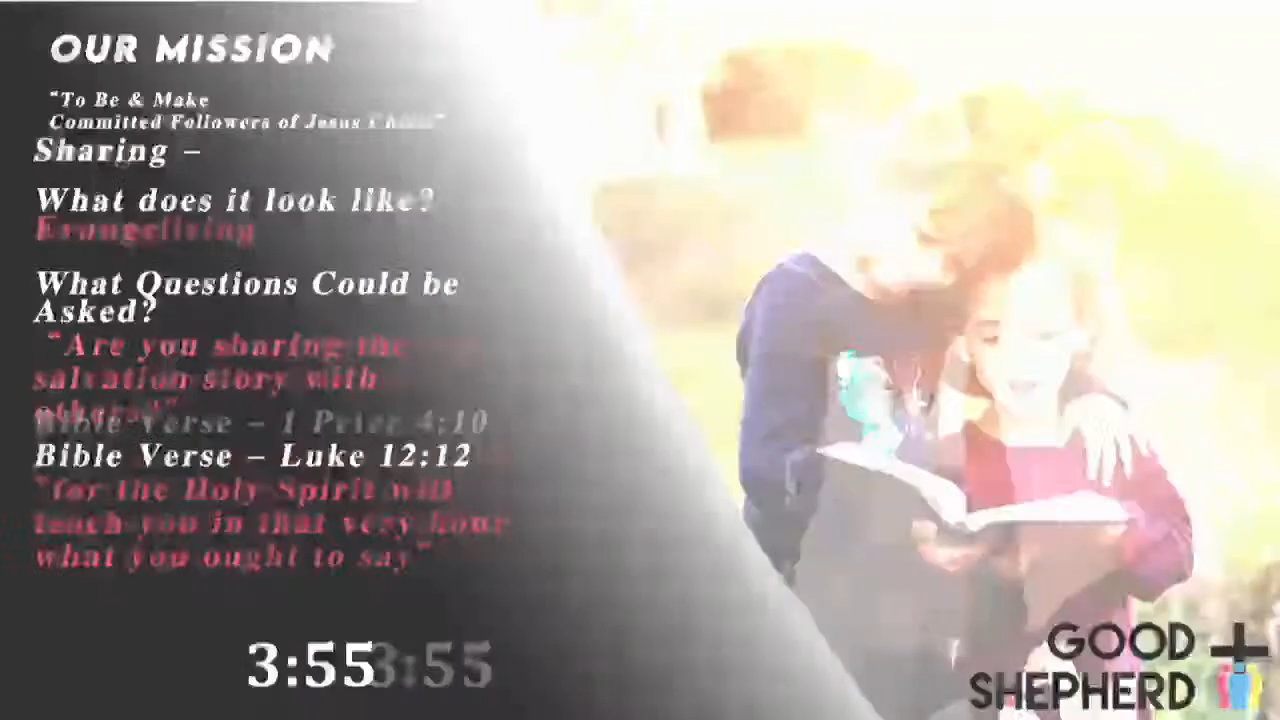 OUR MISSION
"To Be & Make
Committed Followers of Jesus Christ"
Sharing –
What does it look like?
Evangelizing
What Questions Could be
Asked?
"Are you sharing the
salvation story with
others?"
Bible Verse – 1 Peter 4:10
Bible Verse – Luke 12:12
"for the Holy Spirit will
teach you in that very hour
what you ought to say"
3:55 3:55
GOOD
SHEPHERD